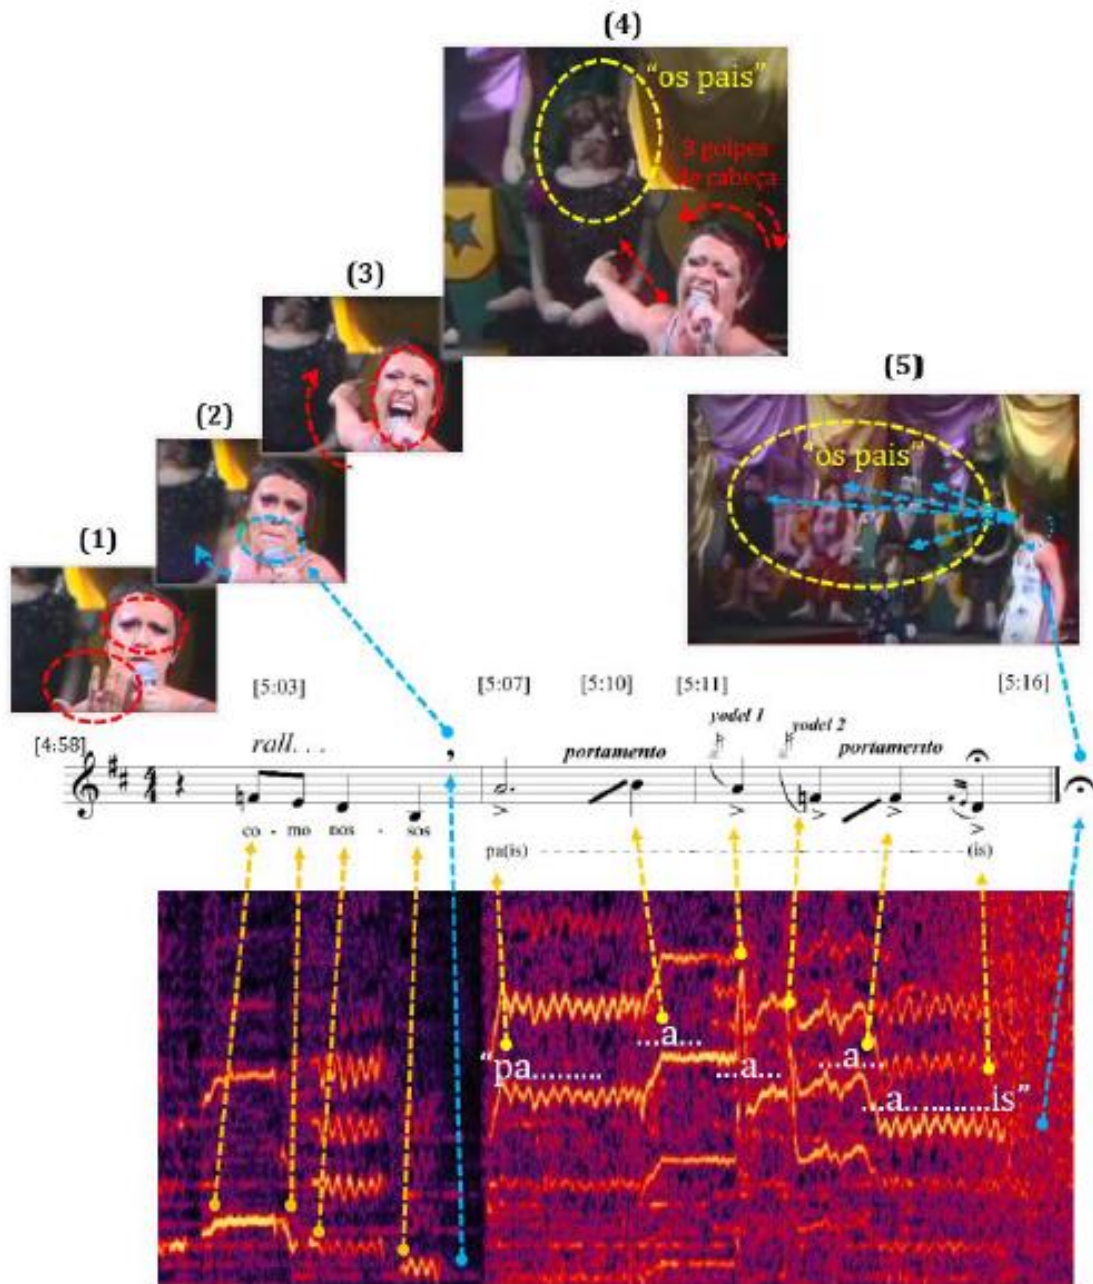 (4)
“os pais”
3 golpes
de cabeça
(3)
(5)
“os pais”
(2)
(1)
[4:58]
[5:03]
[5:07]
[5:10]
[5:11]
[5:16]
rall. . .
portamento
yodel 1
yodel 2
portamento
4
4
co - mo nos - sos
pa(is)
(is)
“pa.........
...a...
...a...
...a...
...a...........is”